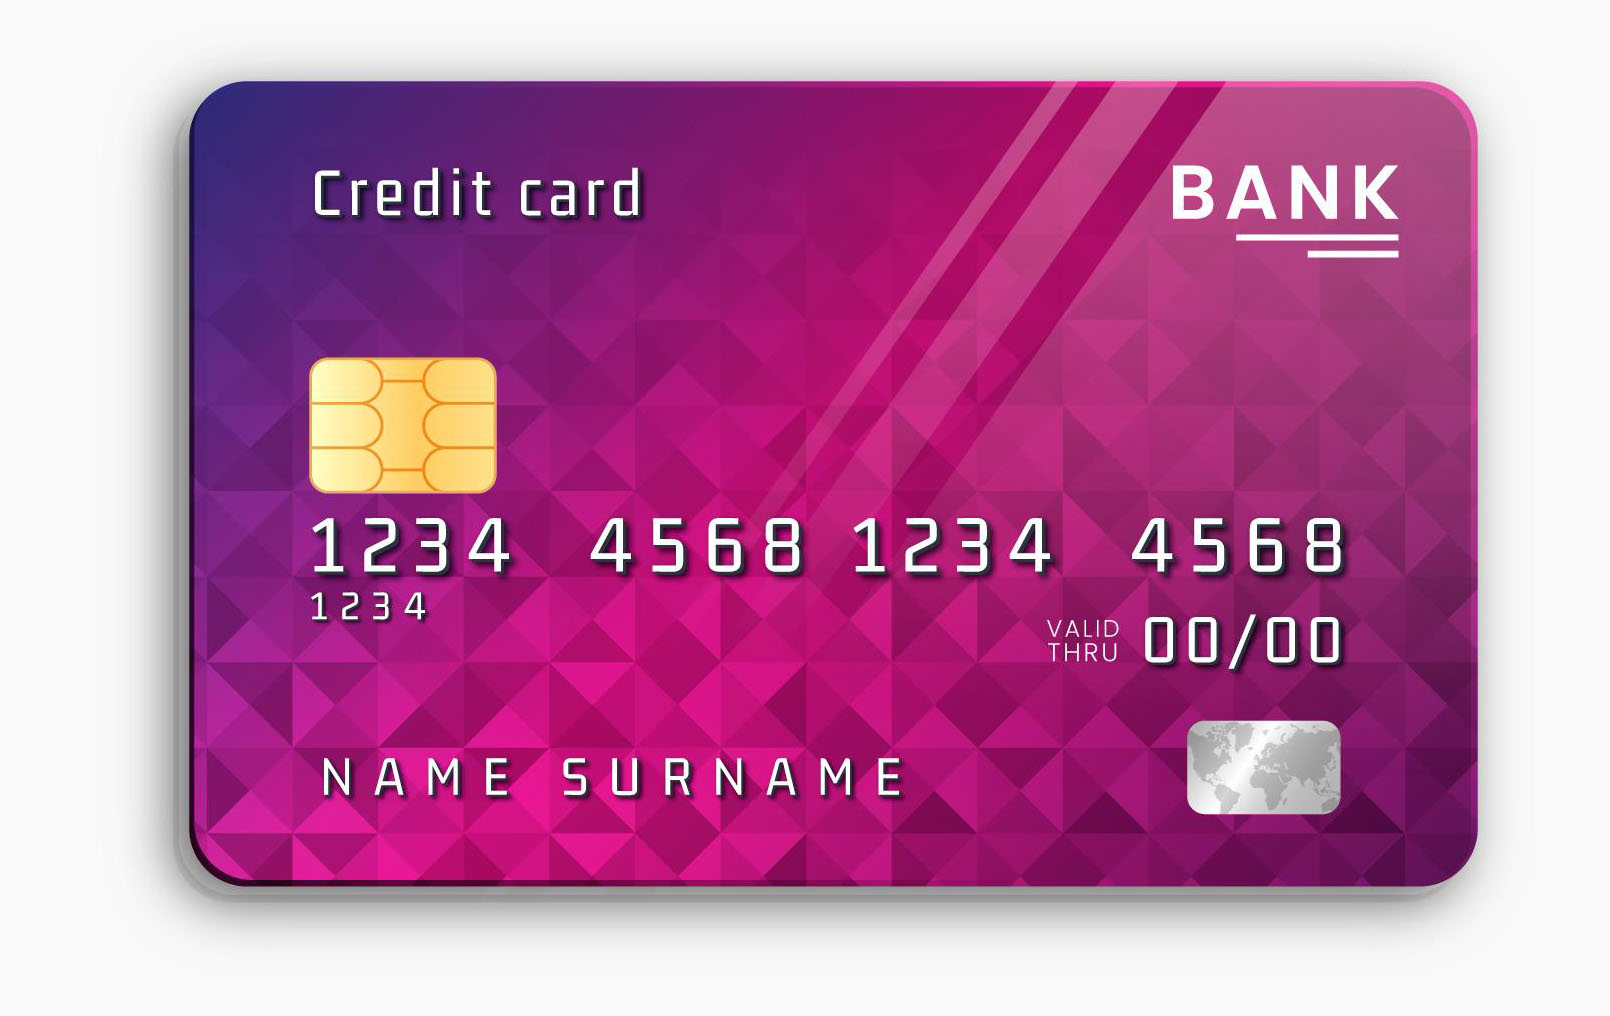 Credit card
BANK
1234 4568 1234 4568
1234
VALID
THRU 00/00
NAME SURNAME